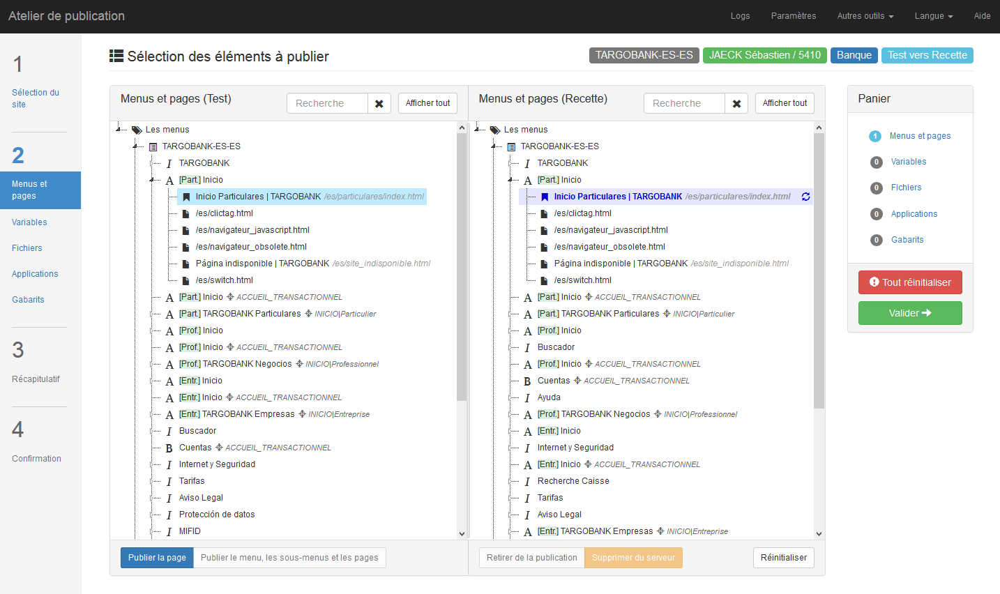 Atelier de publication
Logs
Paramètres
Autres outils
Langue
Aide
1
Sélection du
site
2
Menus et
pages
Variables
Fichiers
Applications
Gabarits
3
Récapitulatif
4
Confirmation
Sélection des éléments à publier
TARGOBANK-ES-ES
JAECK Sébastien / 5410
Banque
Test vers Recette
Menus et pages (Test)
Recherche
Afficher tout
Les menus
TARGOBANK-ES-ES
I TARGOBANK
A [Part.] Inicio
Inicio Particulares | TARGOBANK /es/particulares/index.html
/es/clictag.html
/es/navigateur_javascript.html
/es/navigateur_obsolete.html
Página indisponible | TARGOBANK /es/site_indisponible.html
/es/switch.html
A [Part.] Inicio ACCUEIL_TRANSACTIONNEL
A [Part.] TARGOBANK Particulares INICIO|Particulier
A [Prof.] Inicio
A [Prof.] Inicio ACCUEIL_TRANSACTIONNEL
A [Prof.] TARGOBANK Negocios INICIO|Professionnel
A [Entr.] Inicio
A [Entr.] Inicio ACCUEIL_TRANSACTIONNEL
A [Entr.] TARGOBANK Empresas INICIO|Entreprise
I Buscador
B Cuentas ACCUEIL_TRANSACTIONNEL
I Internet y Seguridad
I Tarifas
I Aviso Legal
I Protección de datos
I MIFID
Publier la page
Publier le menu, les sous-menus et les pages
Menus et pages (Recette)
Recherche
Afficher tout
Les menus
TARGOBANK-ES-ES
I TARGOBANK
A [Part.] Inicio
Inicio Particulares | TARGOBANK /es/particulares/index.html
/es/clictag.html
/es/navigateur_javascript.html
/es/navigateur_obsolete.html
Página indisponible | TARGOBANK /es/site_indisponible.html
/es/switch.html
A [Part.] Inicio ACCUEIL_TRANSACTIONNEL
A [Part.] TARGOBANK Particulares INICIO|Particulier
A [Prof.] Inicio
I Buscador
A [Prof.] Inicio ACCUEIL_TRANSACTIONNEL
B Cuentas ACCUEIL_TRANSACTIONNEL
I Ayuda
A [Prof.] TARGOBANK Negocios INICIO|Professionnel
A [Entr.] Inicio
I Internet y Seguridad
A [Entr.] Inicio ACCUEIL_TRANSACTIONNEL
I Recherche Caisse
I Tarifas
I Aviso Legal
A [Entr.] TARGOBANK Empresas INICIO|Entreprise
Retirer de la publication
Supprimer du serveur
Réinitialiser
Panier
1 Menus et pages
0 Variables
0 Fichiers
0 Applications
0 Gabarits
Tout réinitialiser
Valider